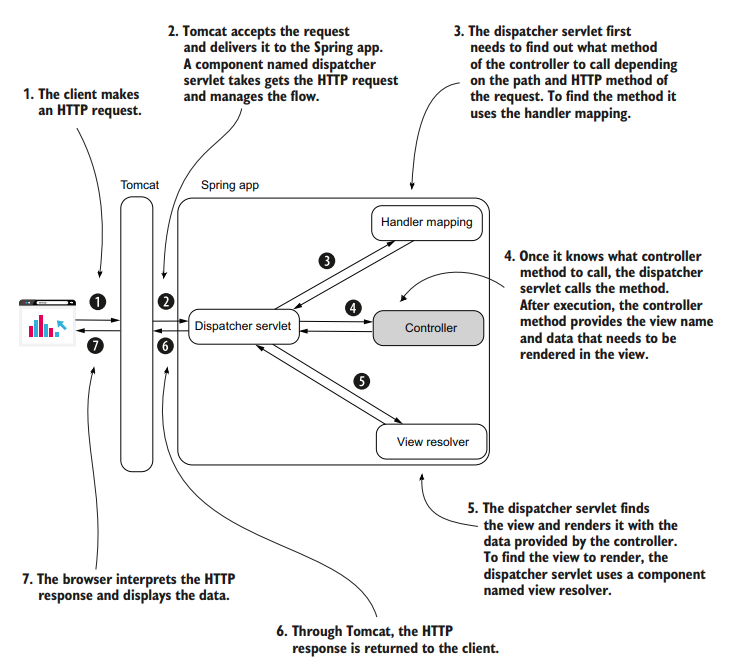 2. Tomcat accepts the request
and delivers it to the Spring app.
A component named dispatcher
servlet takes gets the HTTP request
and manages the flow.
3. The dispatcher servlet first
needs to find out what method
of the controller to call depending
on the path and HTTP method of
the request. To find the method it
uses the handler mapping.
1. The client makes
an HTTP request.
Tomcat
Spring app
Handler mapping
3
4. Once it knows what controller
method to call, the dispatcher
servlet calls the method.
After execution, the controller
method provides the view name
and data that needs to be
rendered in the view.
1
2
4
Dispatcher servlet
Controller
7
6
5
View resolver
5. The dispatcher servlet finds
the view and renders it with the
data provided by the controller.
To find the view to render, the
dispatcher servlet uses a component
named view resolver.
7. The browser interprets the HTTP
response and displays the data.
6. Through Tomcat, the HTTP
response is returned to the client.